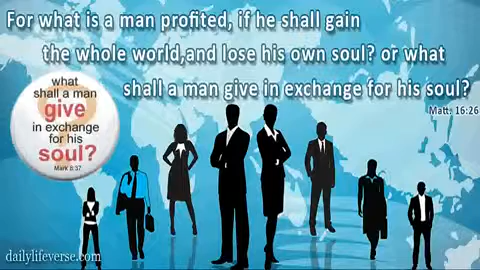 For what is a man profited, if he shall gain
the whole world,and lose his own soul? or what
shall a man give in exchange for his soul?
Matt. 16:26
what
shall a man
give
in exchange
for his
soul?
Mark 8:37
dailylifeverse.com